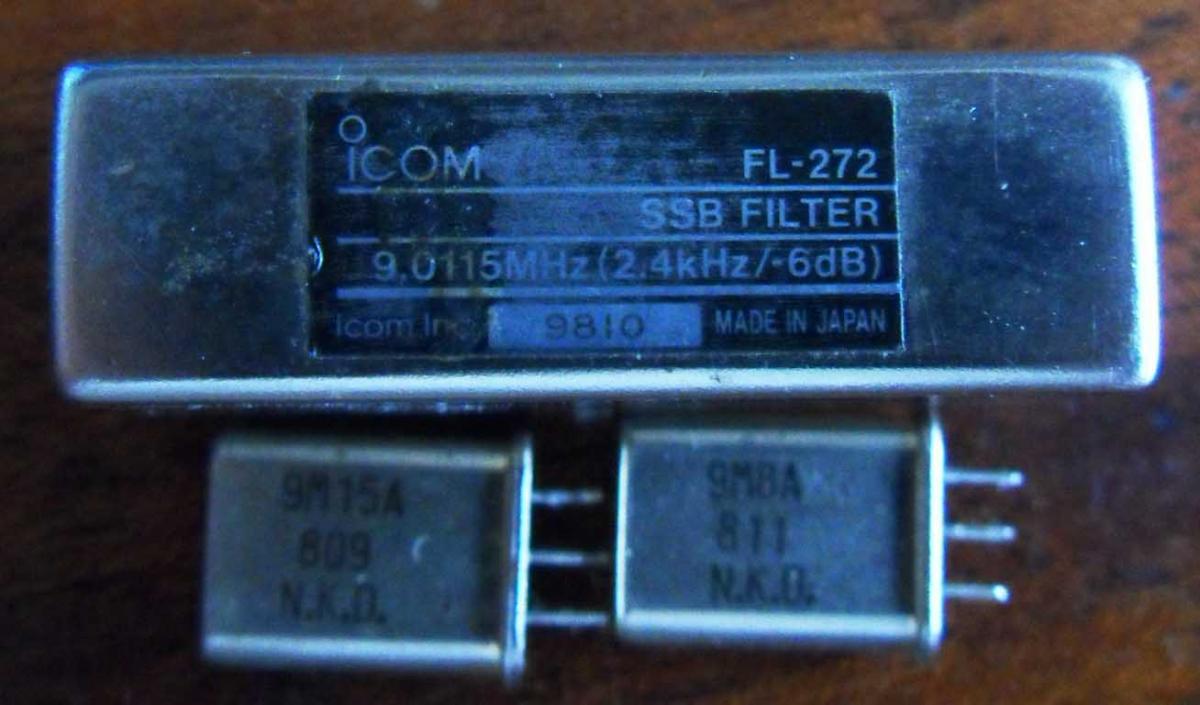 iCOM FL-272
SSB FILTER
9.0115MHz(2.4kHz/-6dB)
Icom Inc. 9810 MADE IN JAPAN
9M15A
809
N.K.D.
9M8A
811
N.K.D.